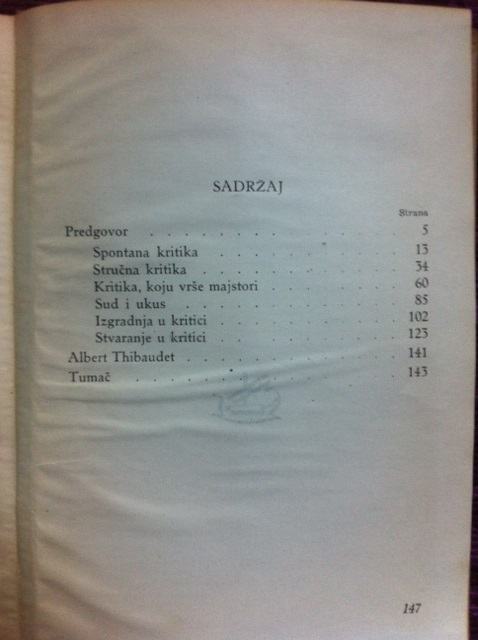 SADRŽAJ
Strana
Predgovor . . . . . . . . . . . 5
Spontana kritika . . . . . . . . . 13
Stručna kritika . . . . . . . . . . 34
Kritika, koju vrše majstori . . . . . . 60
Sud i ukus . . . . . . . . . . . 85
Izgradnja u kritici . . . . . . . . . 102
Stvaranje u kritici . . . . . . . . . 123
Albert Thibaudet . . . . . . . . . . 141
Tumač . . . . . . . . . . . . 143
147